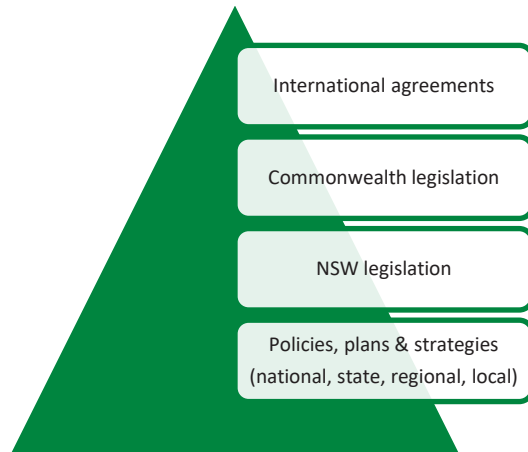 International agreements
Commonwealth legislation
NSW legislation
Policies, plans & strategies
(national, state, regional, local)